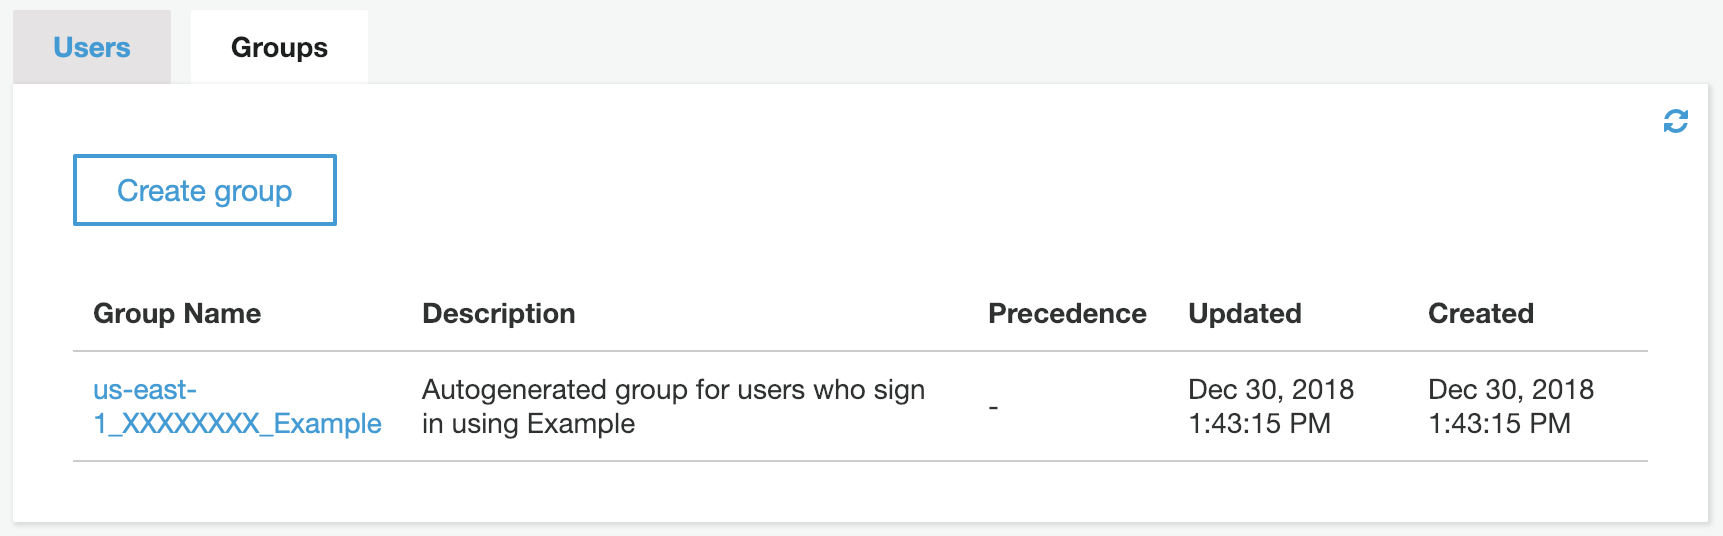 Users Groups
Create group
Group Name Description Precedence Updated Created
us-east- Autogenerated group for users who sign - Dec 30, 2018 Dec 30, 2018
1_XXXXXXXX_Example in using Example 1:43:15 PM 1:43:15 PM